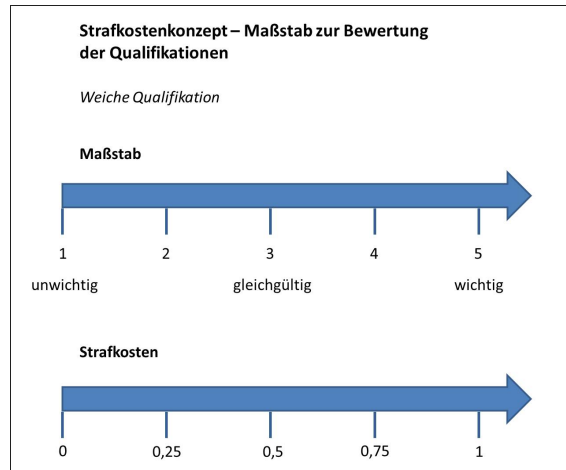 Strafkostenkonzept – Maßstab zur Bewertung
der Qualifikationen
Weiche Qualifikation
Maßstab
1 2 3 4 5
unwichtig gleichgültig wichtig
Strafkosten
0 0,25 0,5 0,75 1